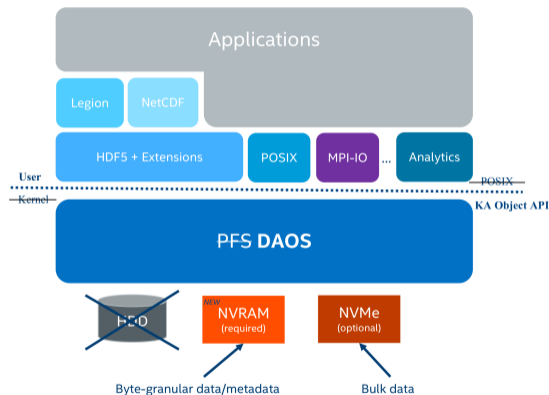 Applications
Legion
NetCDF
HDF5 + Extensions
POSIX
MPI-IO
...
Analytics
User
POSIX
Kernel
KA Object API
PFS DAOS
HDD
NEW
NVRAM
(required)
NVMe
(optional)
Byte-granular data/metadata
Bulk data